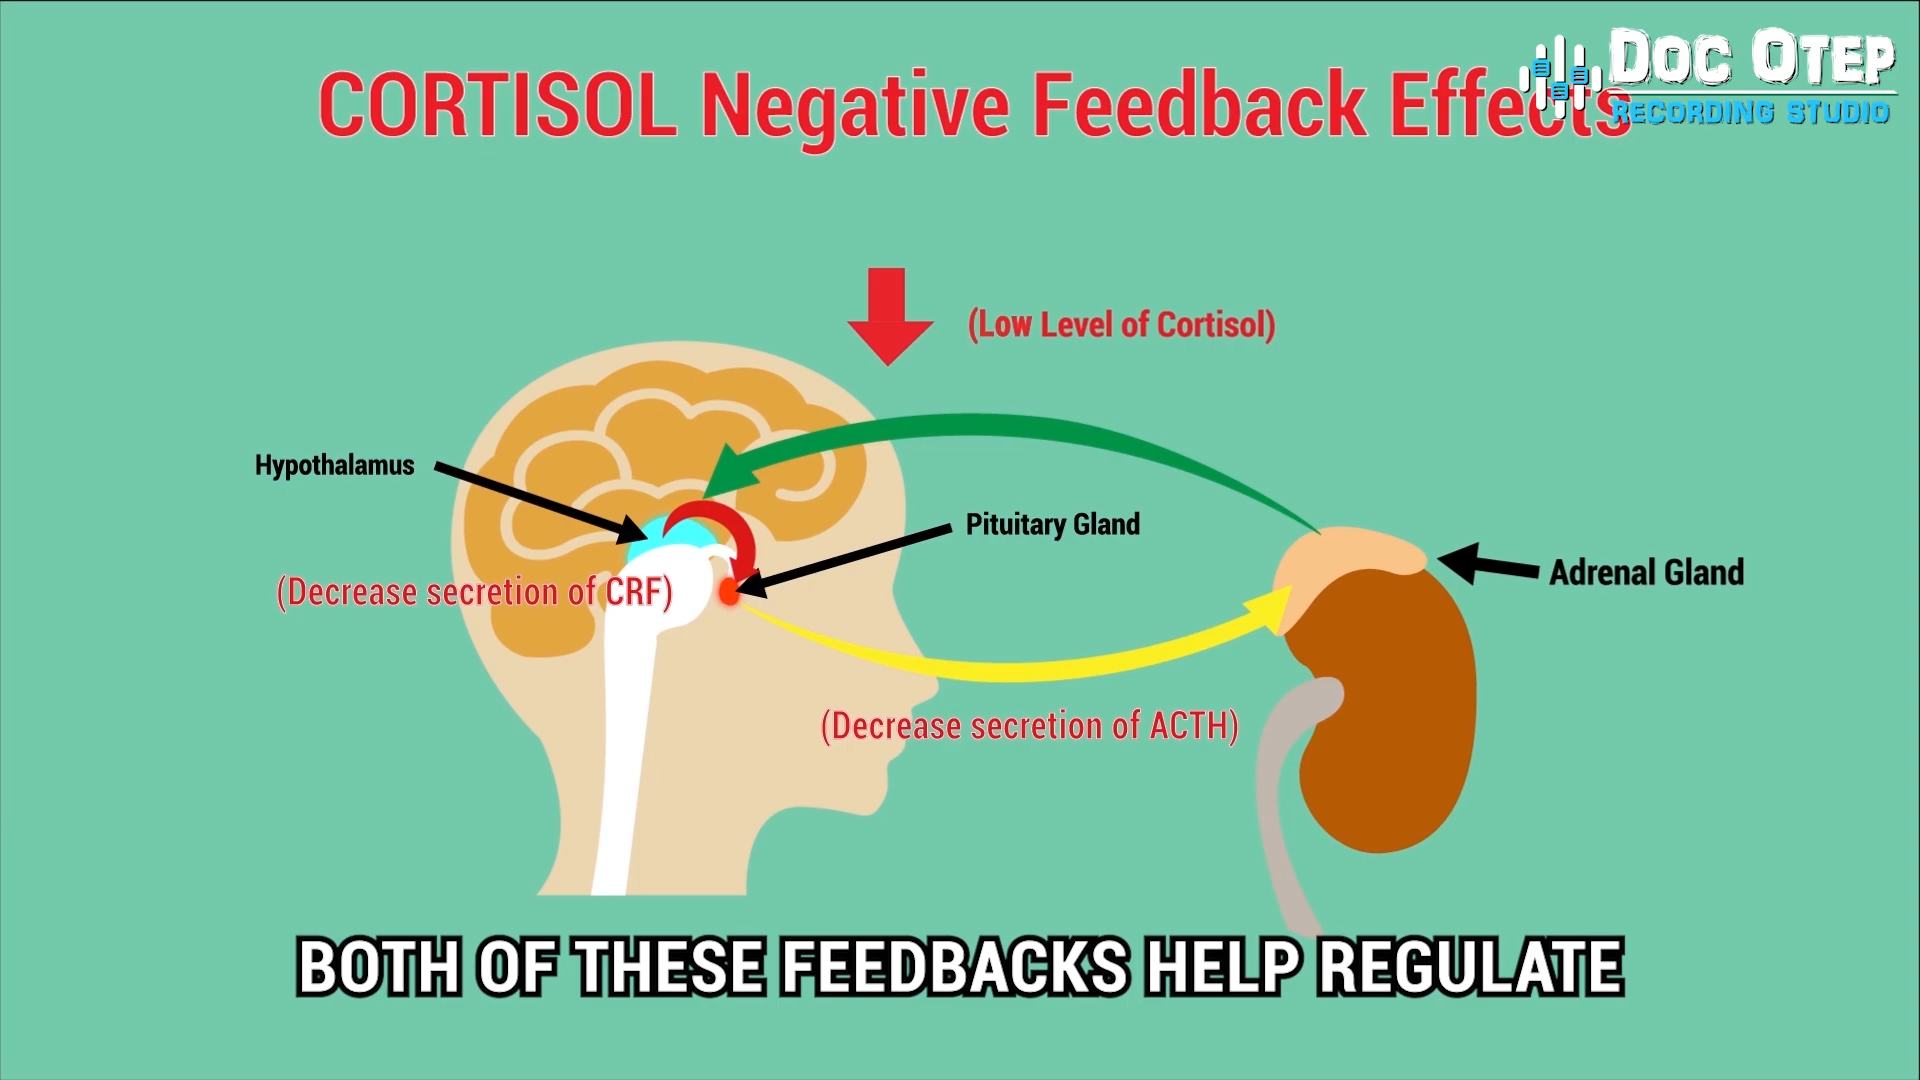 DOC OTEP
RECORDING STUDIO
CORTISOL Negative Feedback Effects
(Low Level of Cortisol)
Hypothalamus
Pituitary Gland
Adrenal Gland
(Decrease secretion of CRF)
(Decrease secretion of ACTH)
BOTH OF THESE FEEDBACKS HELP REGULATE